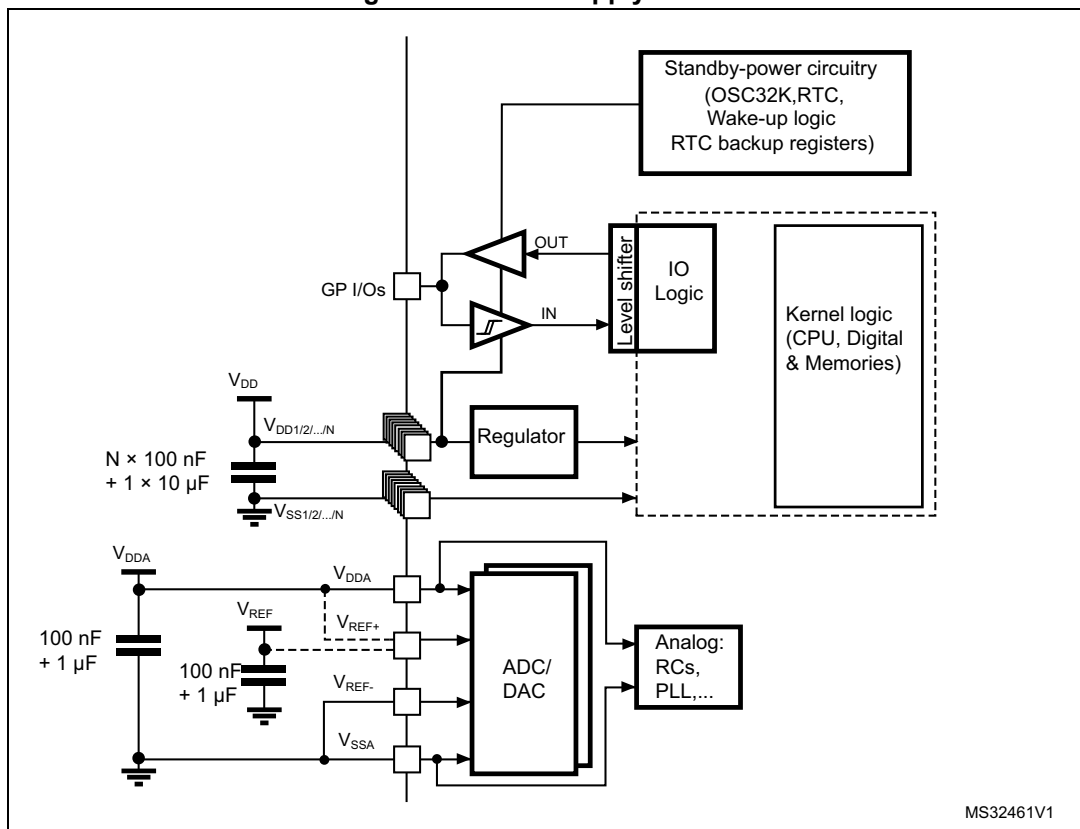 Standby-power circuitry
(OSC32K,RTC,
Wake-up logic
RTC backup registers)
OUT
Level shifter
IO
Logic
GP I/Os
IN
Kernel logic
(CPU, Digital
& Memories)
VDD
VDD1/2/.../N
Regulator
N × 100 nF
+ 1 × 10 µF
VSS1/2/.../N
VDDA
VDDA
VREF
VREF+
100 nF
+ 1 µF
100 nF
+ 1 µF
VREF-
ADC/
DAC
Analog:
RCs,
PLL,...
VSSA
MS32461V1